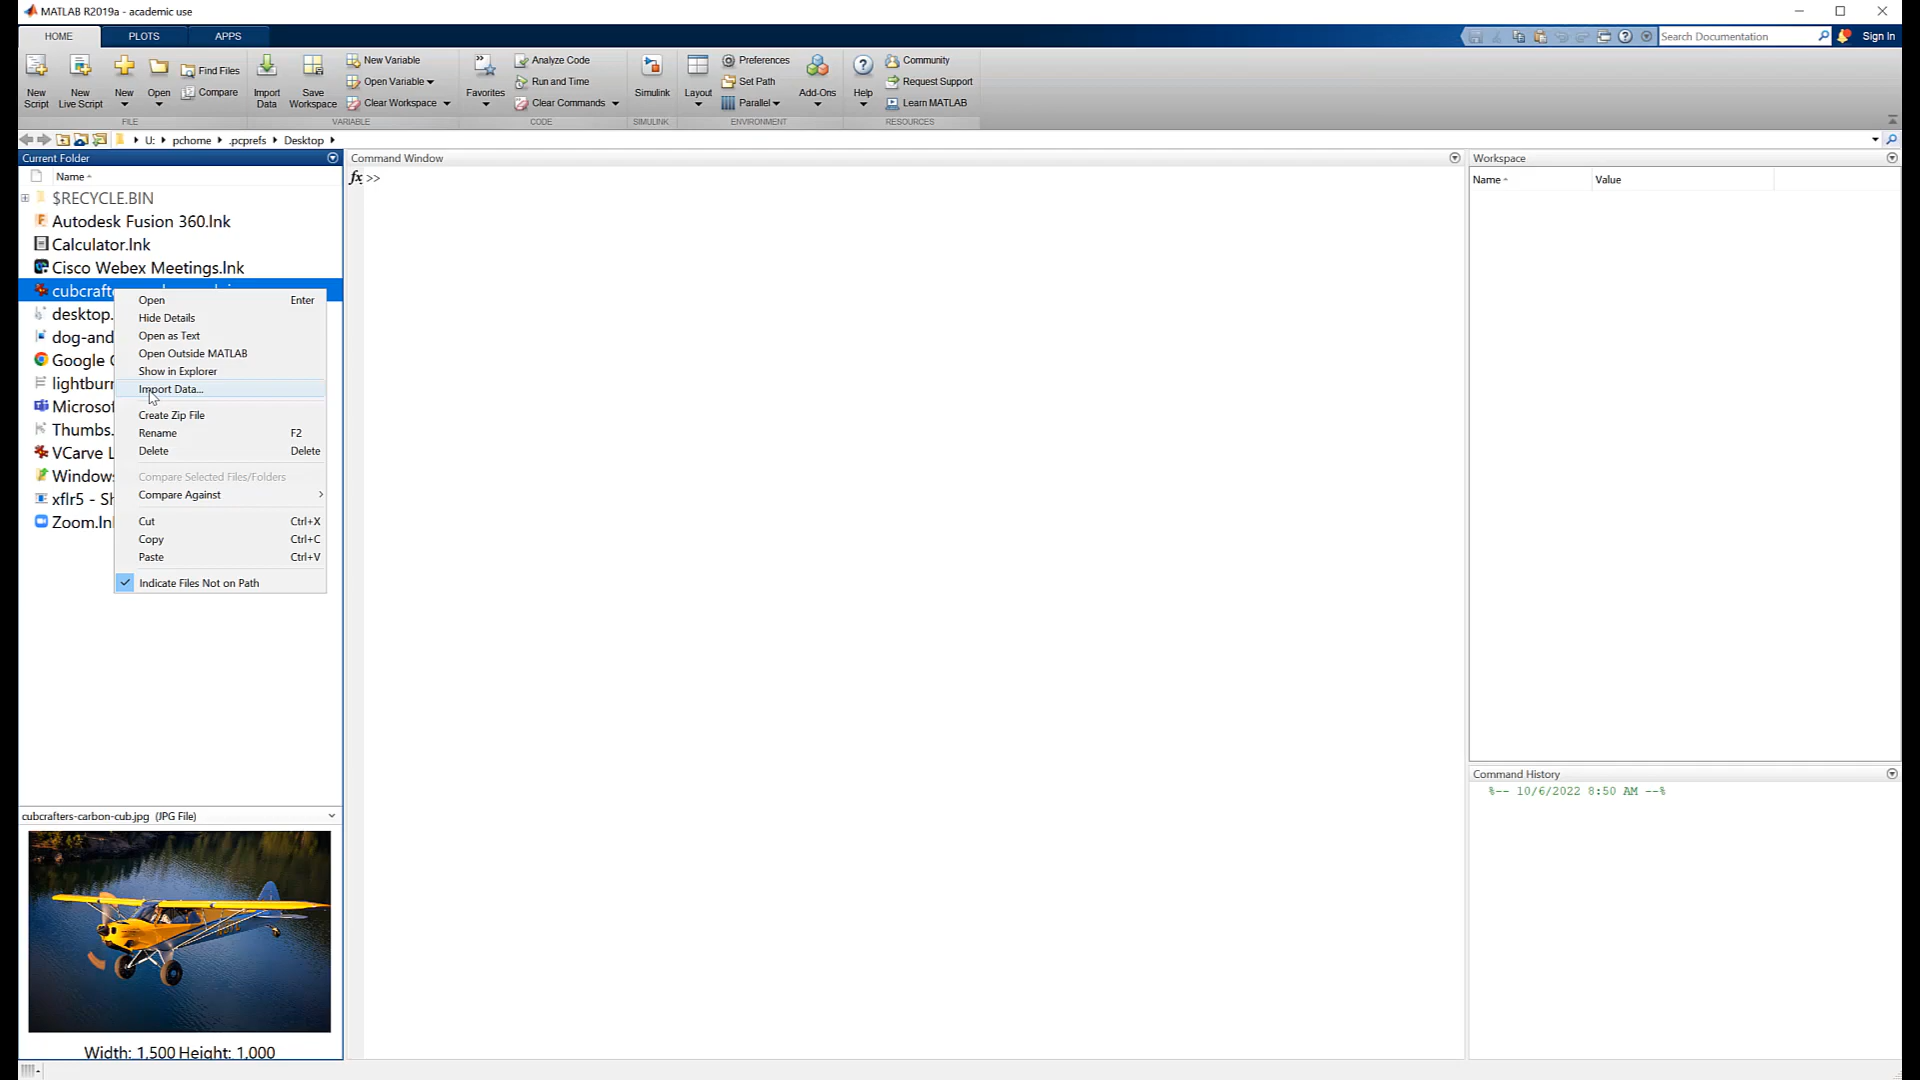 MATLAB R2019a - academic use
HOME PLOTS APPS
Search Documentation Sign In
New Script
New Live Script
New
Open
Find Files
Compare
FILE
Import Data
Save Workspace
New Variable
Open Variable
Clear Workspace
VARIABLE
Favorites
Analyze Code
Run and Time
Clear Commands
CODE
Simulink
SIMULINK
Layout
Preferences
Set Path
Parallel
Add-Ons
ENVIRONMENT
Help
Community
Request Support
Learn MATLAB
RESOURCES
U: pchome .pcprefs Desktop
Current Folder
Name
$RECYCLE.BIN
Autodesk Fusion 360.lnk
Calculator.lnk
Cisco Webex Meetings.lnk
cubcraft
desktop.
dog-and
Google
lightburn
Microsof
Thumbs.
VCarve
Windows
xflr5 - Sh
Zoom.ln
Open Enter
Hide Details
Open as Text
Open Outside MATLAB
Show in Explorer
Import Data...
Create Zip File
Rename F2
Delete Delete
Compare Selected Files/Folders
Compare Against
Cut Ctrl+X
Copy Ctrl+C
Paste Ctrl+V
Indicate Files Not on Path
cubcrafters-carbon-cub.jpg (JPG File)
Width: 1,500 Height: 1,000
Command Window
fx >>
Workspace
Name Value
Command History
%-- 10/6/2022 8:50 AM --%